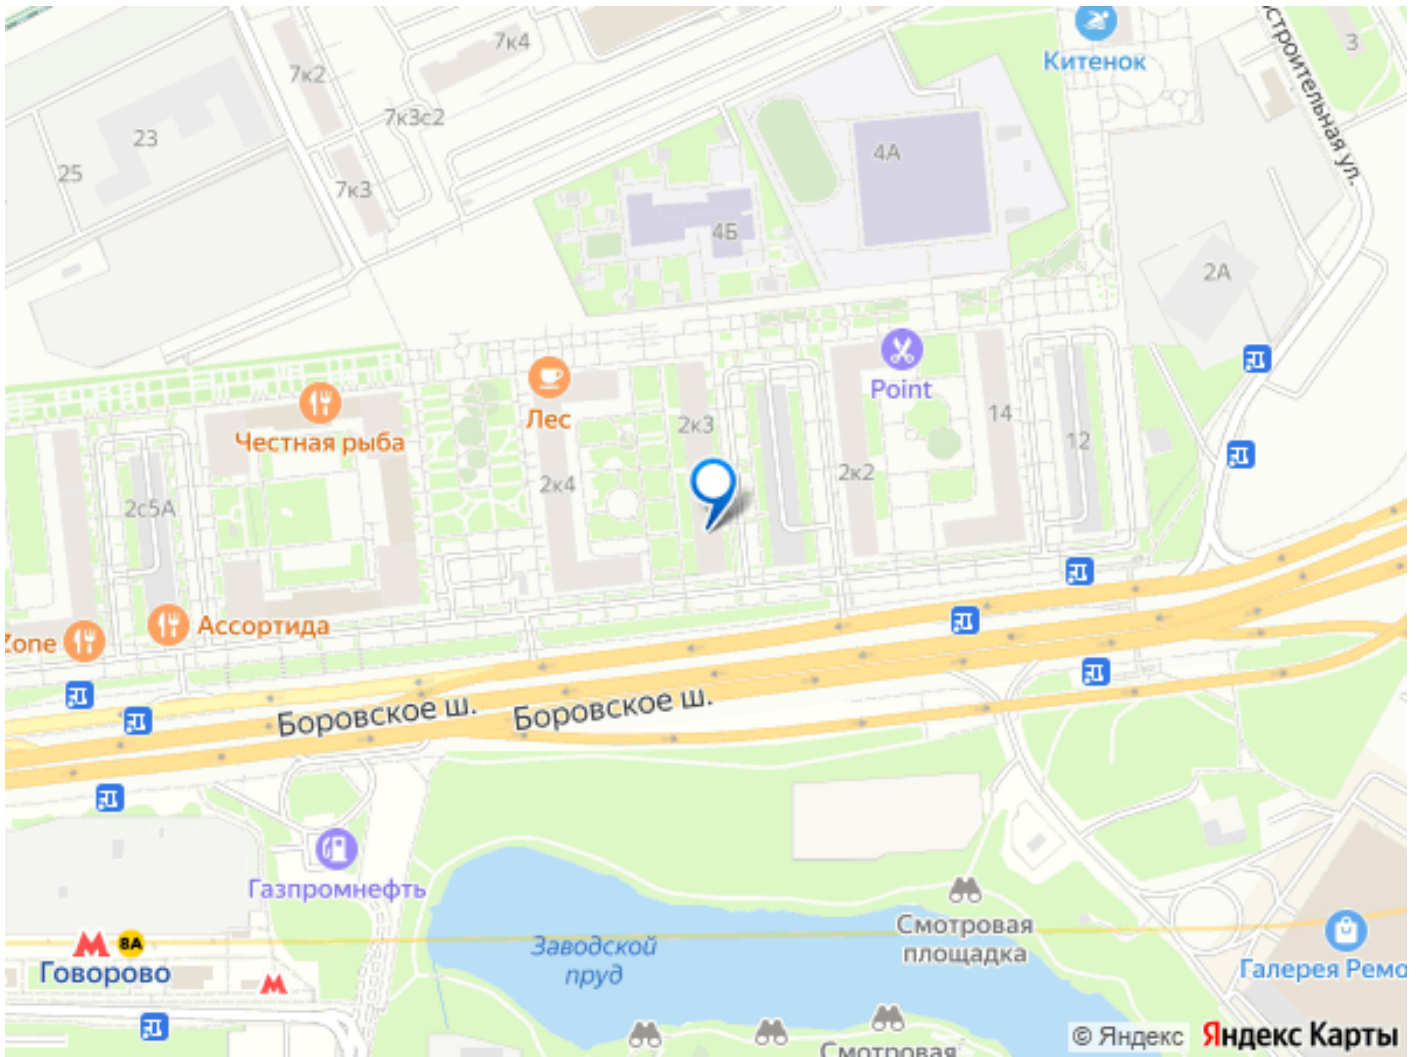 7к4
Китенок
3
строительная ул.
7к2
7к3с2
23
4А
25
7к3
4Б
2А
Point
Лес
14
2к3
Честная рыба
12
2к4
2к2
2с5А
Ассортида
Zone
Боровское ш.
Боровское ш.
Газпромнефть
Смотровая
площадка
Заводской
пруд
8А
Говорово
Галерея Ремо
© Яндекс
Яндекс Карты
Смотровая